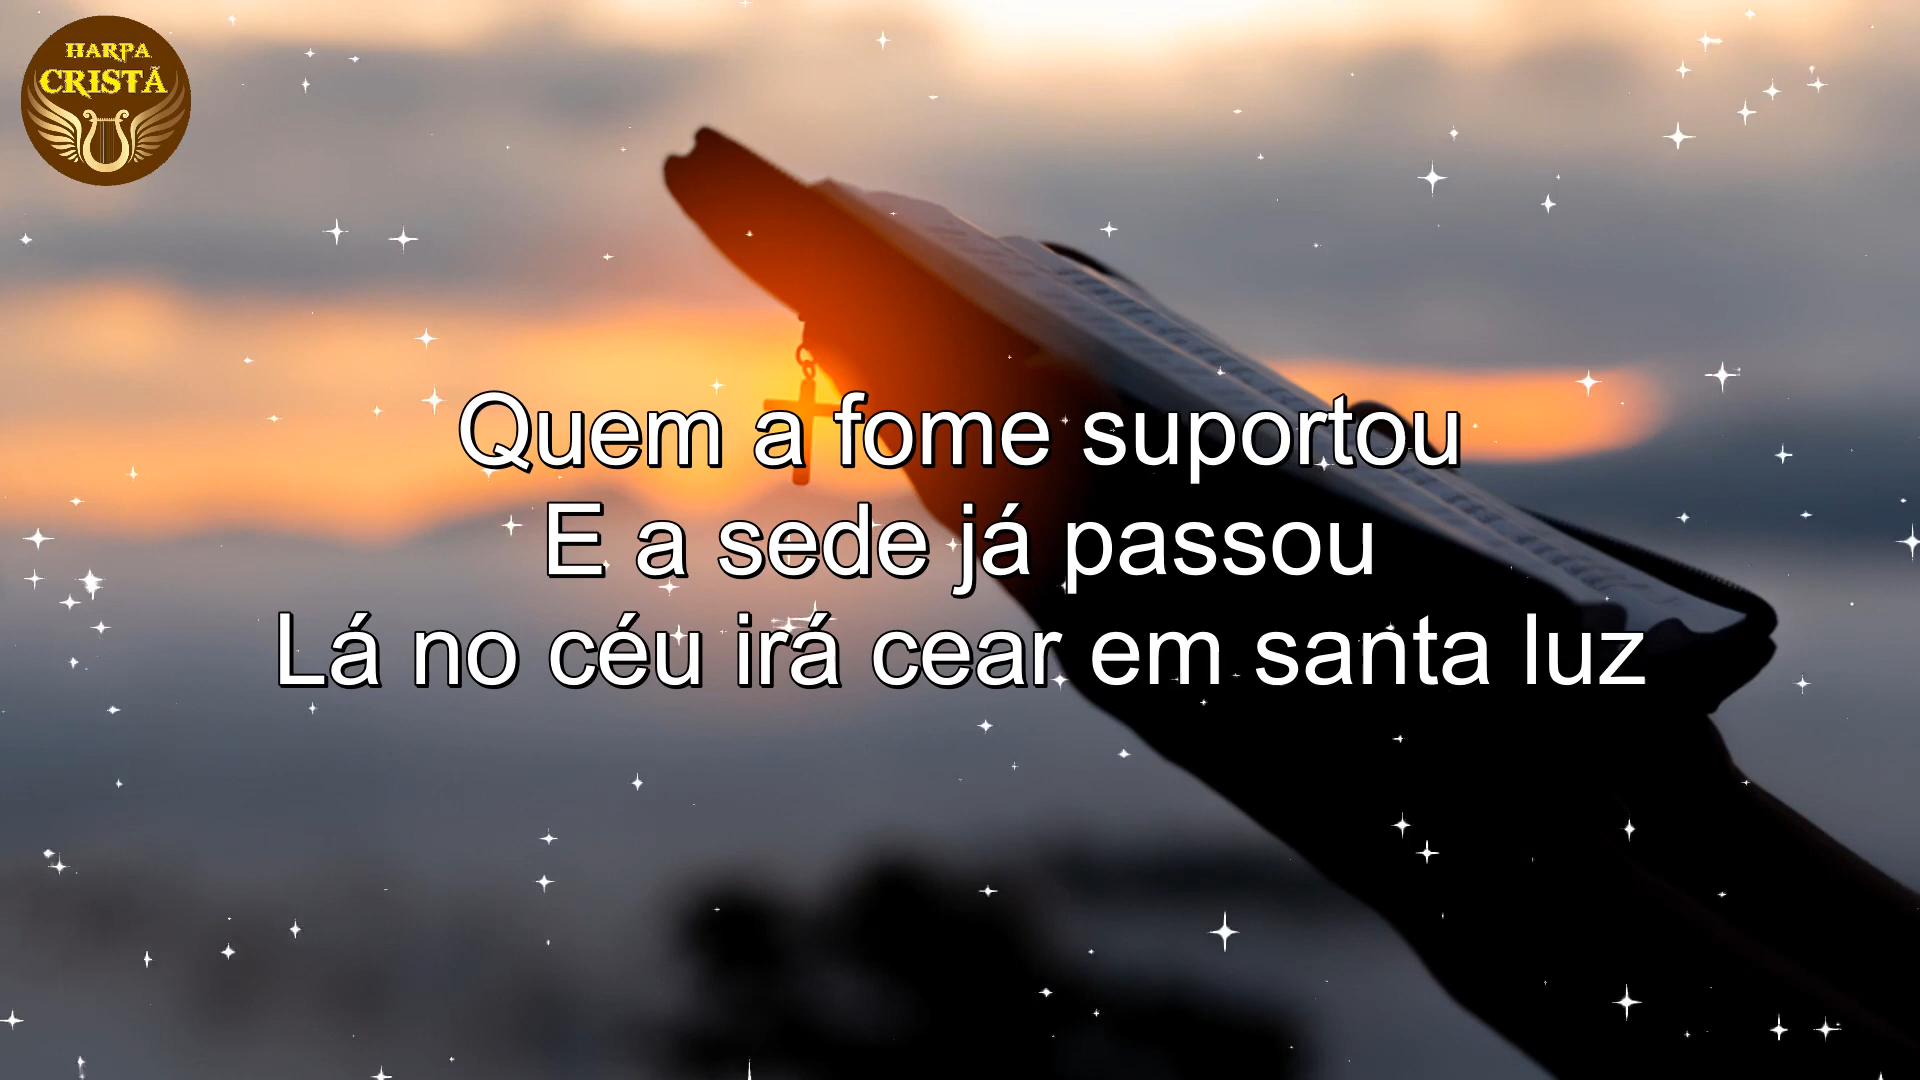 HARPA
CRISTÃ
Quem a fome suportou
E a sede já passou
Lá no céu irá cear em santa luz